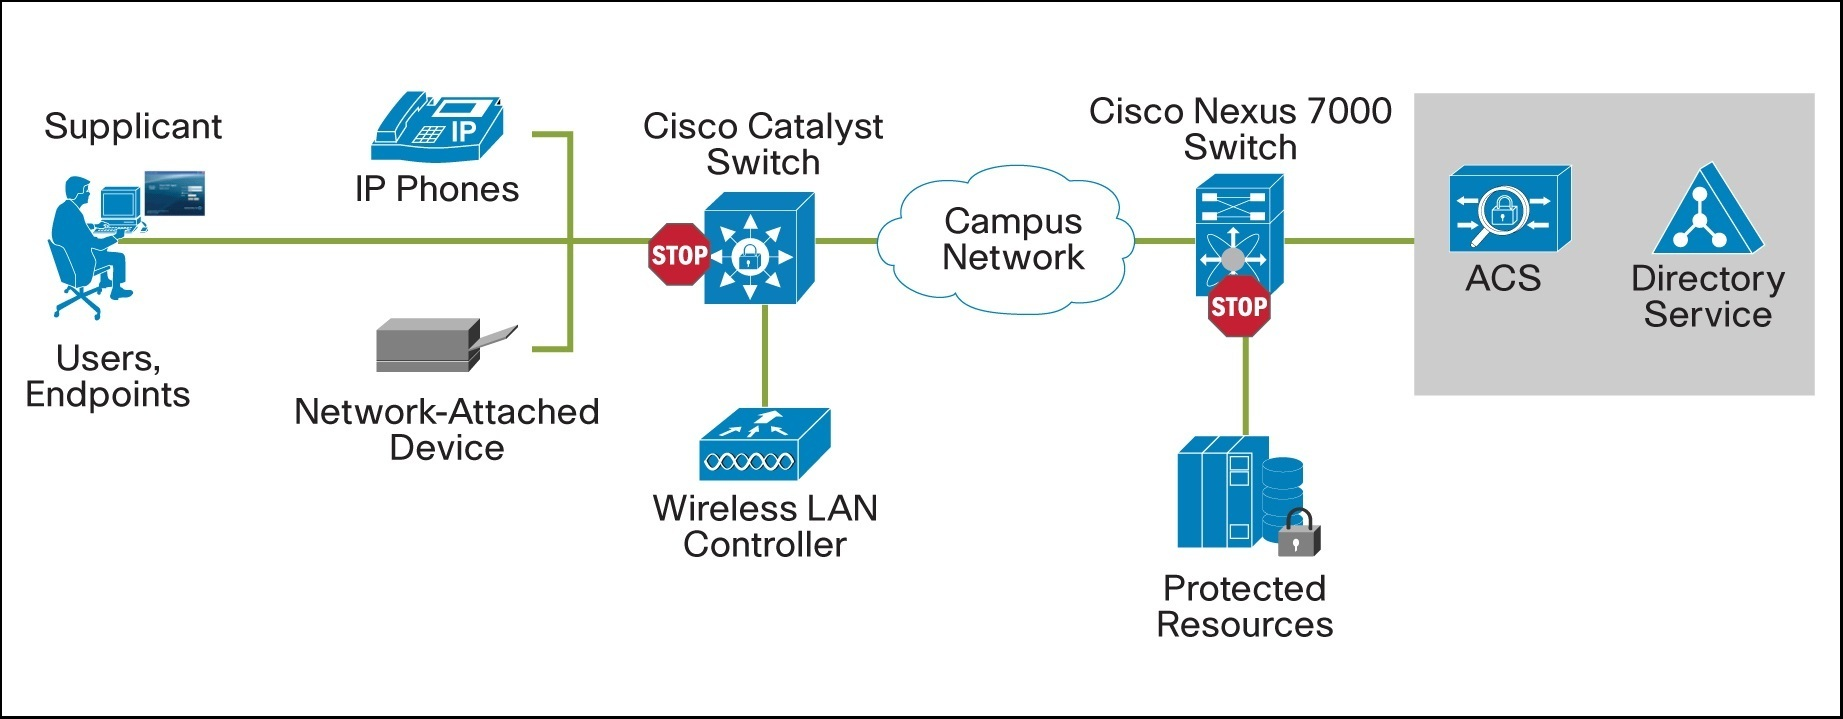 Supplicant
Users,
Endpoints
IP
IP Phones
Network-Attached
Device
Cisco Catalyst
Switch
STOP
Wireless LAN
Controller
Campus
Network
Cisco Nexus 7000
Switch
STOP
Protected
Resources
ACS
Directory
Service